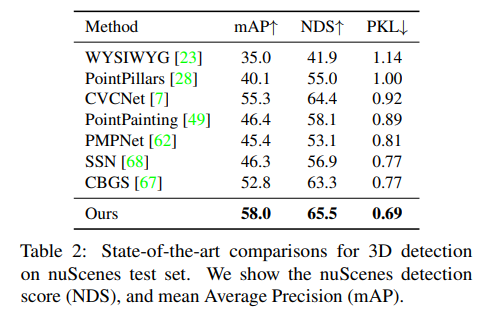 Method mAP↑ NDS↑ PKL↓
WYSIWYG [23] 35.0 41.9 1.14
PointPillars [28] 40.1 55.0 1.00
CVCNet [7] 55.3 64.4 0.92
PointPainting [49] 46.4 58.1 0.89
PMPNet [62] 45.4 53.1 0.81
SSN [68] 46.3 56.9 0.77
CBGS [67] 52.8 63.3 0.77
Ours 58.0 65.5 0.69
Table 2: State-of-the-art comparisons for 3D detection
on nuScenes test set. We show the nuScenes detection
score (NDS), and mean Average Precision (mAP).